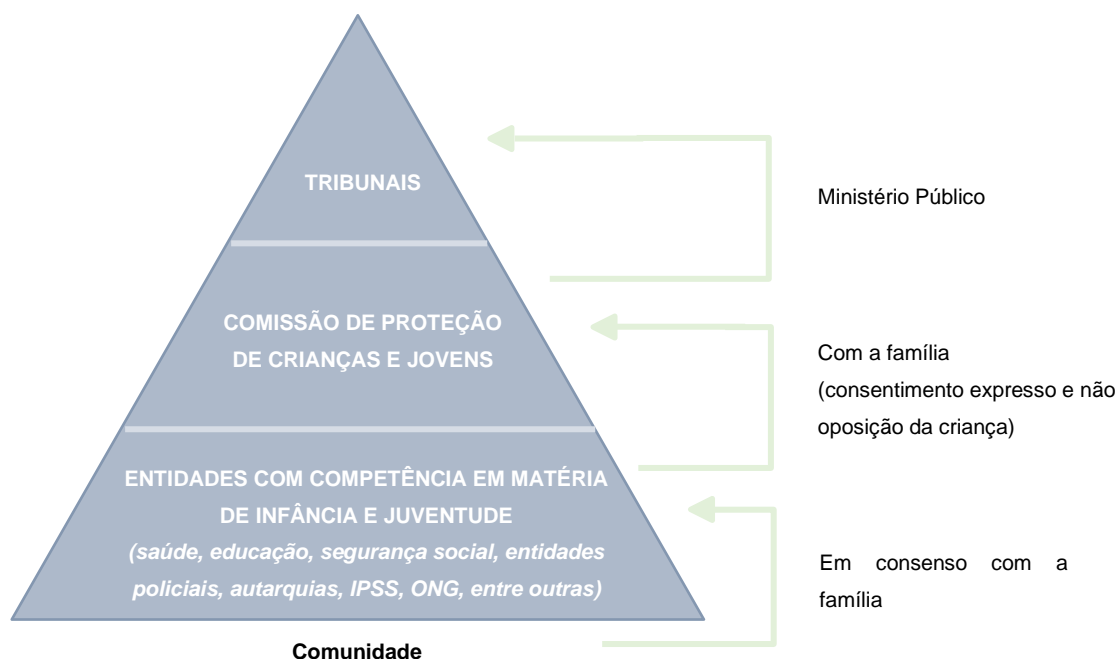 TRIBUNAIS
Ministério Público
COMISSÃO DE PROTEÇÃO
DE CRIANÇAS E JOVENS
Com a família
(consentimento expresso e não
oposição da criança)
ENTIDADES COM COMPETÊNCIA EM MATÉRIA
DE INFÂNCIA E JUVENTUDE
(saúde, educação, segurança social, entidades
policiais, autarquias, IPSS, ONG, entre outras)
Em consenso com a
família
Comunidade